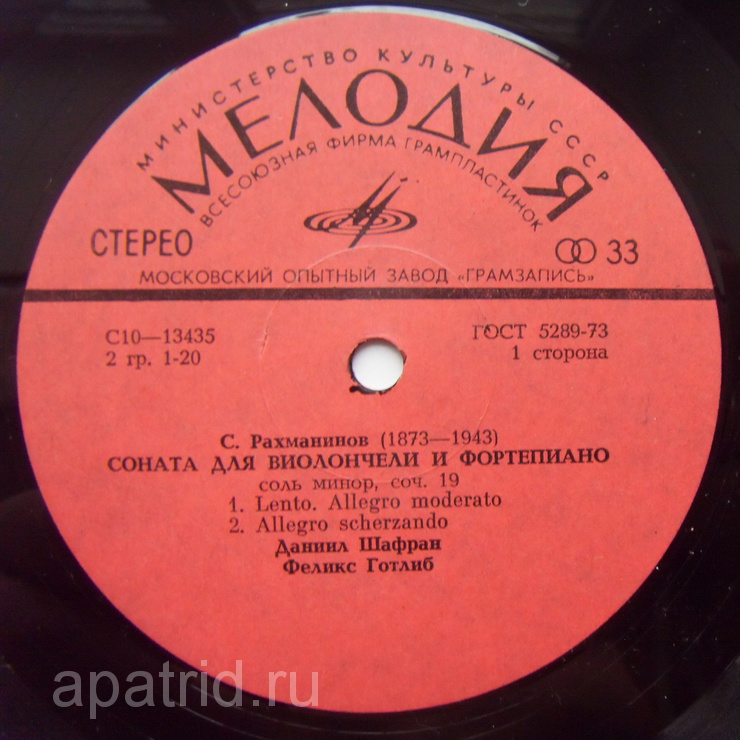 МИНИСТЕРСТВО КУЛЬТУРЫ СССР
МЕЛОДИЯ
ВСЕСОЮЗНАЯ ФИРМА ГРАМПЛАСТИНОК
СТЕРЕО
33
МОСКОВСКИЙ ОПЫТНЫЙ ЗАВОД «ГРАМЗАПИСЬ»
С10—13435
ГОСТ 5289-73
2 гр. 1-20
1 сторона
С. Рахманинов (1873—1943)
СОНАТА ДЛЯ ВИОЛОНЧЕЛИ И ФОРТЕПИАНО
соль минор, соч. 19
1. Lento. Allegro moderato
2. Allegro scherzando
Даниил Шафран
Феликс Готлиб
apatrid.ru